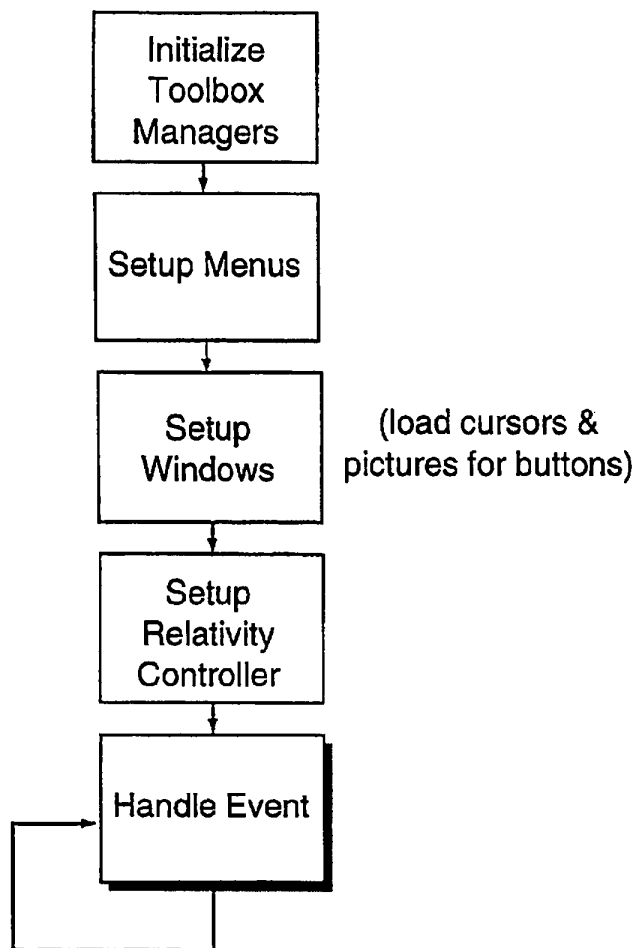 Initialize
Toolbox
Managers
Setup Menus
Setup
Windows
(load cursors &
pictures for buttons)
Setup
Relativity
Controller
Handle Event